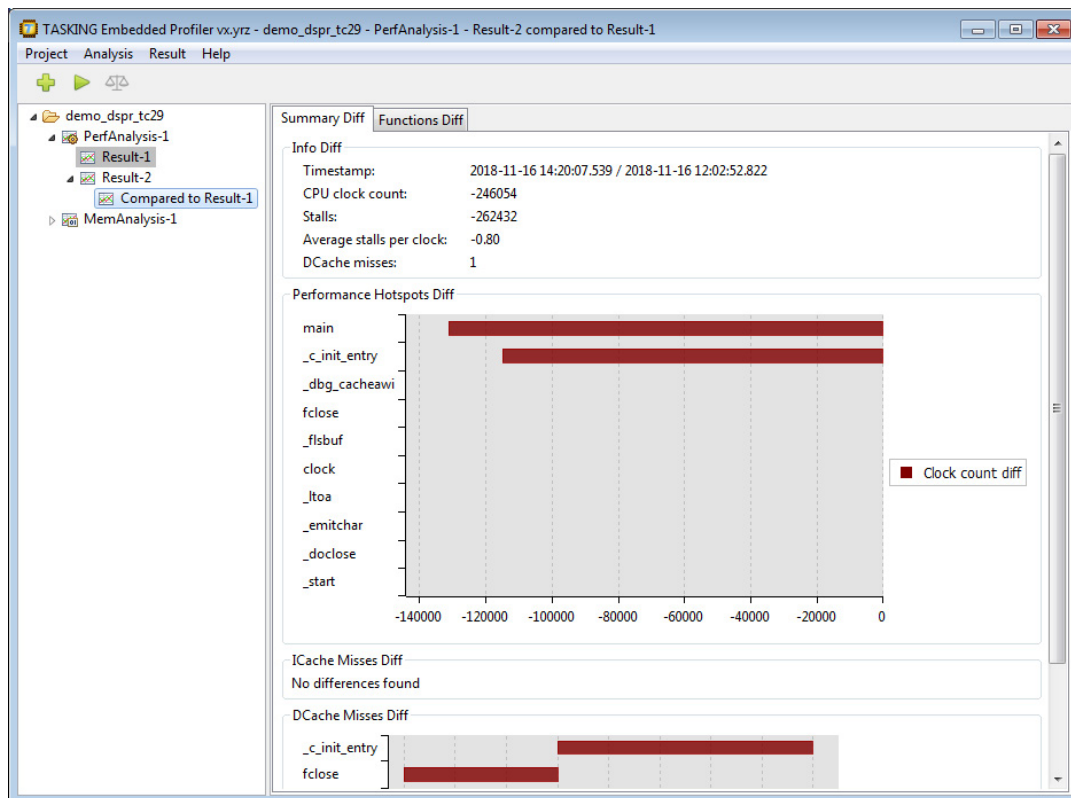 TASKING Embedded Profiler vx.yrz - demo_dspr_tc29 - PerfAnalysis-1 - Result-2 compared to Result-1
Project Analysis Result Help
demo_dspr_tc29
PerfAnalysis-1
Result-1
Result-2
Compared to Result-1
MemAnalysis-1
Summary Diff Functions Diff
Info Diff
Timestamp: 2018-11-16 14:20:07.539 / 2018-11-16 12:02:52.822
CPU clock count: -246054
Stalls: -262432
Average stalls per clock: -0.80
DCache misses: 1
Performance Hotspots Diff
main
_c_init_entry
_dbg_cacheawi
fclose
_flsbuf
clock
_ltoa
_emitchar
_doclose
_start
-140000 -120000 -100000 -80000 -60000 -40000 -20000 0
Clock count diff
ICache Misses Diff
No differences found
DCache Misses Diff
_c_init_entry
fclose